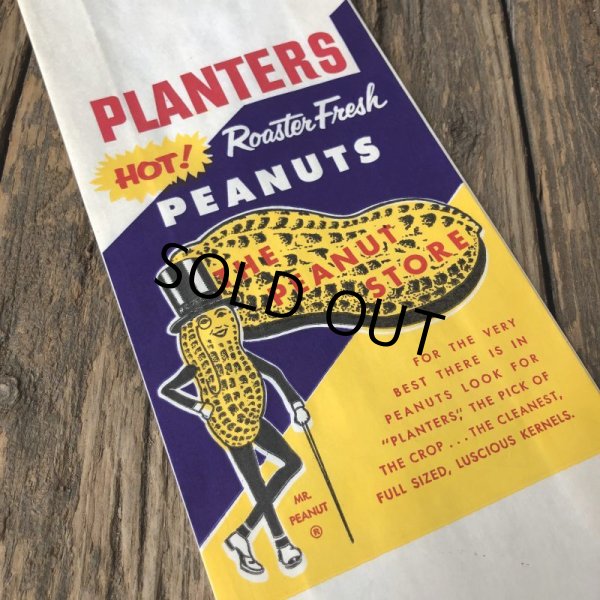 PLANTERS
HOT!
Roaster Fresh
PEANUTS
THE
PEANUT
STORE
SOLD OUT
FOR THE VERY
BEST THERE IS IN
PEANUTS LOOK FOR
"PLANTERS," THE PICK OF
THE CROP... THE CLEANEST,
FULL SIZED, LUSCIOUS KERNELS.
MR.
PEANUT
®